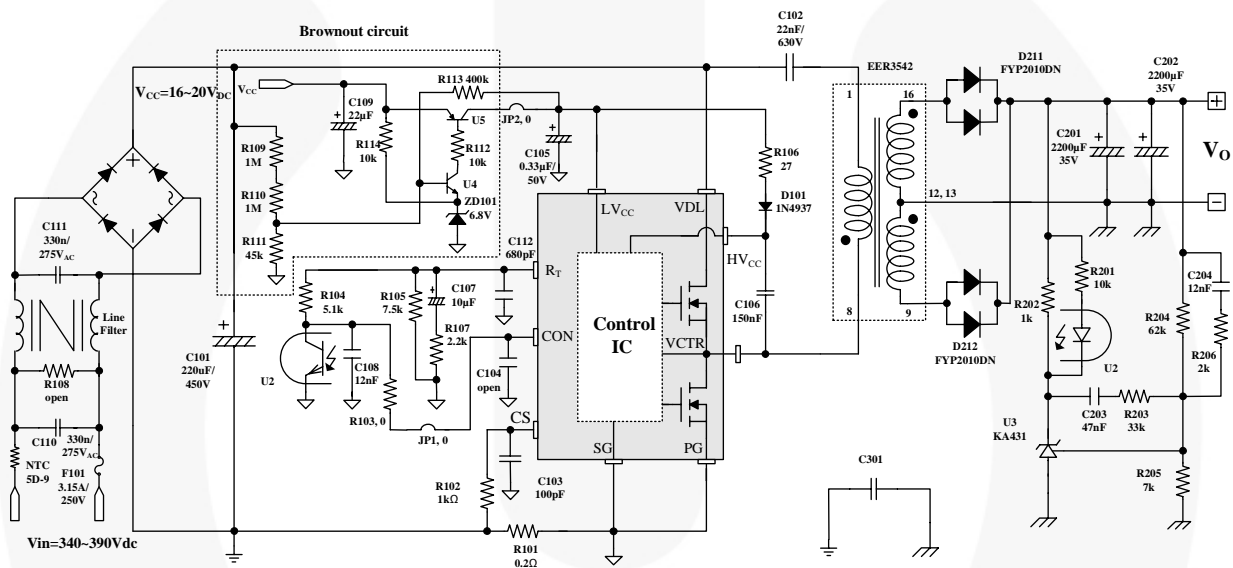 Brownout circuit
C102
22nF/
630V
EER3542
D211
FYP2010DN
C202
2200µF
35V
VCC=16~20VDC
VCC
R113 400k
C109
22µF
U5
JP2, 0
1
16
+
R109
1M
R114
10k
R112
10k
C105
0.33µF/
50V
R106
27
C201
2200µF
35V
VO
R110
1M
U4
ZD101
6.8V
D101
1N4937
12, 13
-
C111
330n/
275VAC
R111
45k
LVCC
VDL
C112
680pF
HVCC
RT
R104
5.1k
R105
7.5k
C107
10µF
C106
150nF
R201
10k
C204
12nF
R202
1k
Line
Filter
Control
IC
8
9
R204
62k
R107
2.2k
CON
VCTR
D212
FYP2010DN
C101
220uF/
450V
U2
C108
12nF
C104
open
U2
R206
2k
R108
open
R103, 0
JP1, 0
CS
C203
47nF
R203
33k
U3
KA431
C110
330n/
275VAC
SG
PG
NTC
5D-9
F101
3.15A/
250V
R102
1kΩ
C103
100pF
C301
R205
7k
Vin=340~390Vdc
R101
0.2Ω